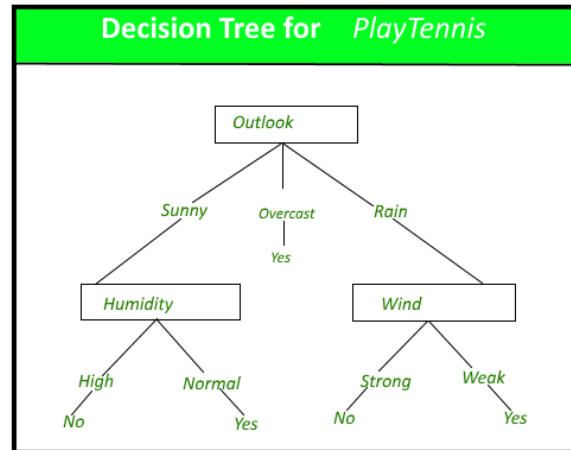 Decision Tree for PlayTennis
Outlook
Sunny
Overcast
Rain
Yes
Humidity
Wind
High
Normal
Strong
Weak
No
Yes
No
Yes